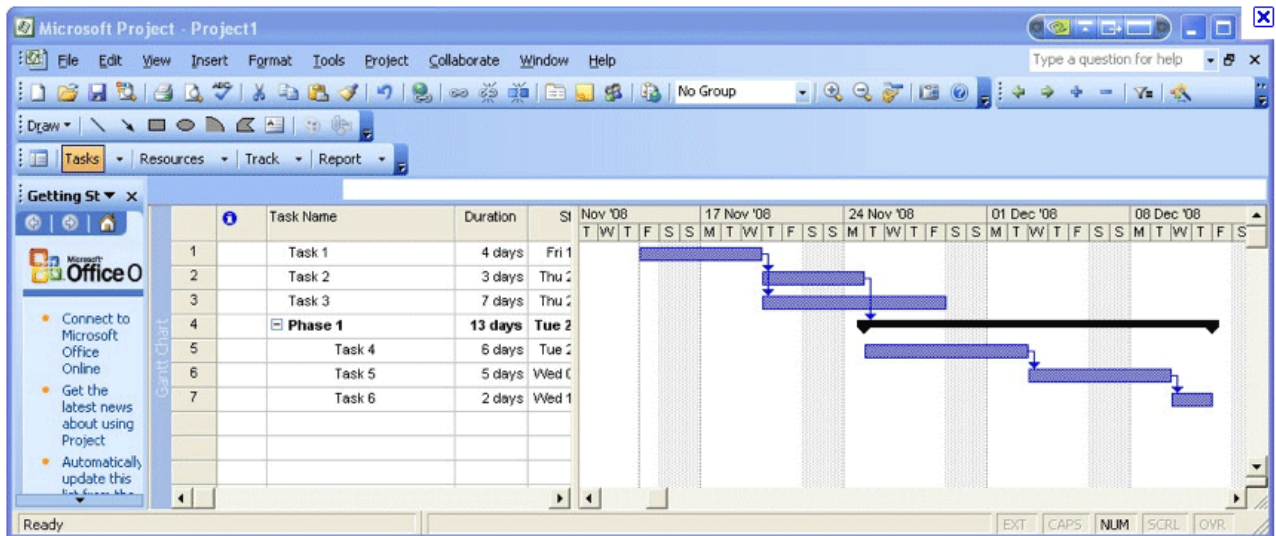 Microsoft Project - Project1
File Edit View Insert Format Tools Project Collaborate Window Help
Type a question for help
No Group
Draw
Tasks Resources Track Report
Getting St
Microsoft
Office O
Connect to
Microsoft
Office
Online
Get the
latest news
about using
Project
Automatically
update this
Gantt Chart
Task Name Duration St
1 Task 1 4 days Fri 1
2 Task 2 3 days Thu 2
3 Task 3 7 days Thu 2
4 Phase 1 13 days Tue 2
5 Task 4 6 days Tue 2
6 Task 5 5 days Wed 0
7 Task 6 2 days Wed 1
Nov '08 17 Nov '08 24 Nov '08 01 Dec '08 08 Dec '08
T W T F S S M T W T F S S M T W T F S S M T W T F S S M T W T F S
Ready
EXT CAPS NUM SCRL OVR